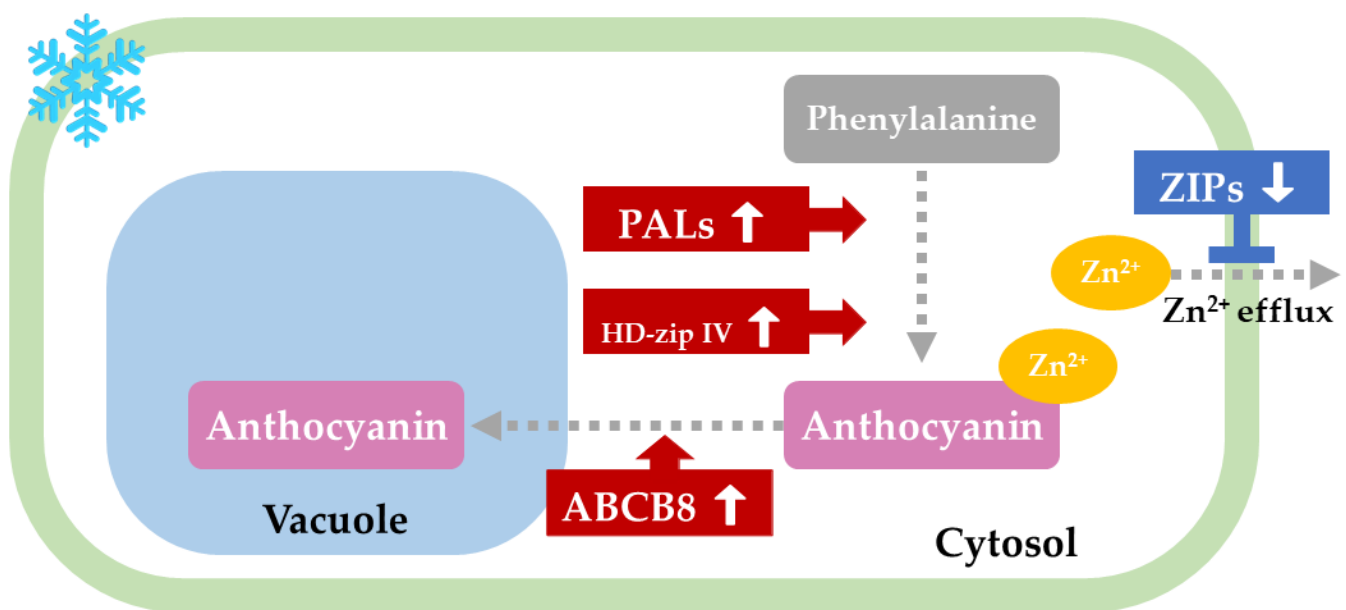 Phenylalanine
PALs ↑
ZIPs ↓
Zn²⁺
HD-zip IV ↑
Zn²⁺ efflux
Zn²⁺
Anthocyanin
Anthocyanin
ABCB8 ↑
Vacuole
Cytosol